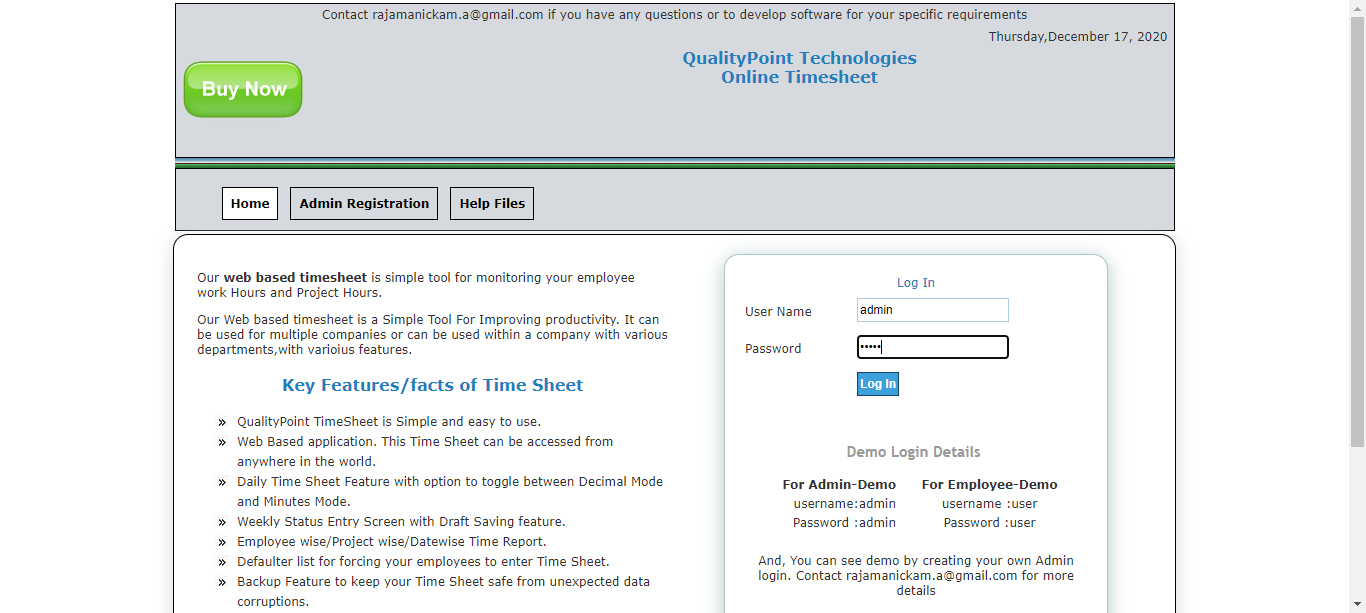 Contact rajamanickam.a@gmail.com if you have any questions or to develop software for your specific requirements
Thursday,December 17, 2020
QualityPoint Technologies
Online Timesheet
Buy Now
Home
Admin Registration
Help Files
Our web based timesheet is simple tool for monitoring your employee
work Hours and Project Hours.
Our Web based timesheet is a Simple Tool For Improving productivity. It can
be used for multiple companies or can be used within a company with various
departments,with varioius features.
Key Features/facts of Time Sheet
» QualityPoint TimeSheet is Simple and easy to use.
» Web Based application. This Time Sheet can be accessed from
anywhere in the world.
» Daily Time Sheet Feature with option to toggle between Decimal Mode
and Minutes Mode.
» Weekly Status Entry Screen with Draft Saving feature.
» Employee wise/Project wise/Datewise Time Report.
» Defaulter list for forcing your employees to enter Time Sheet.
» Backup Feature to keep your Time Sheet safe from unexpected data
corruptions.
Log In
User Name admin
Password •••••
Log In
Demo Login Details
For Admin-Demo For Employee-Demo
username:admin username :user
Password :admin Password :user
And, You can see demo by creating your own Admin
login. Contact rajamanickam.a@gmail.com for more
details